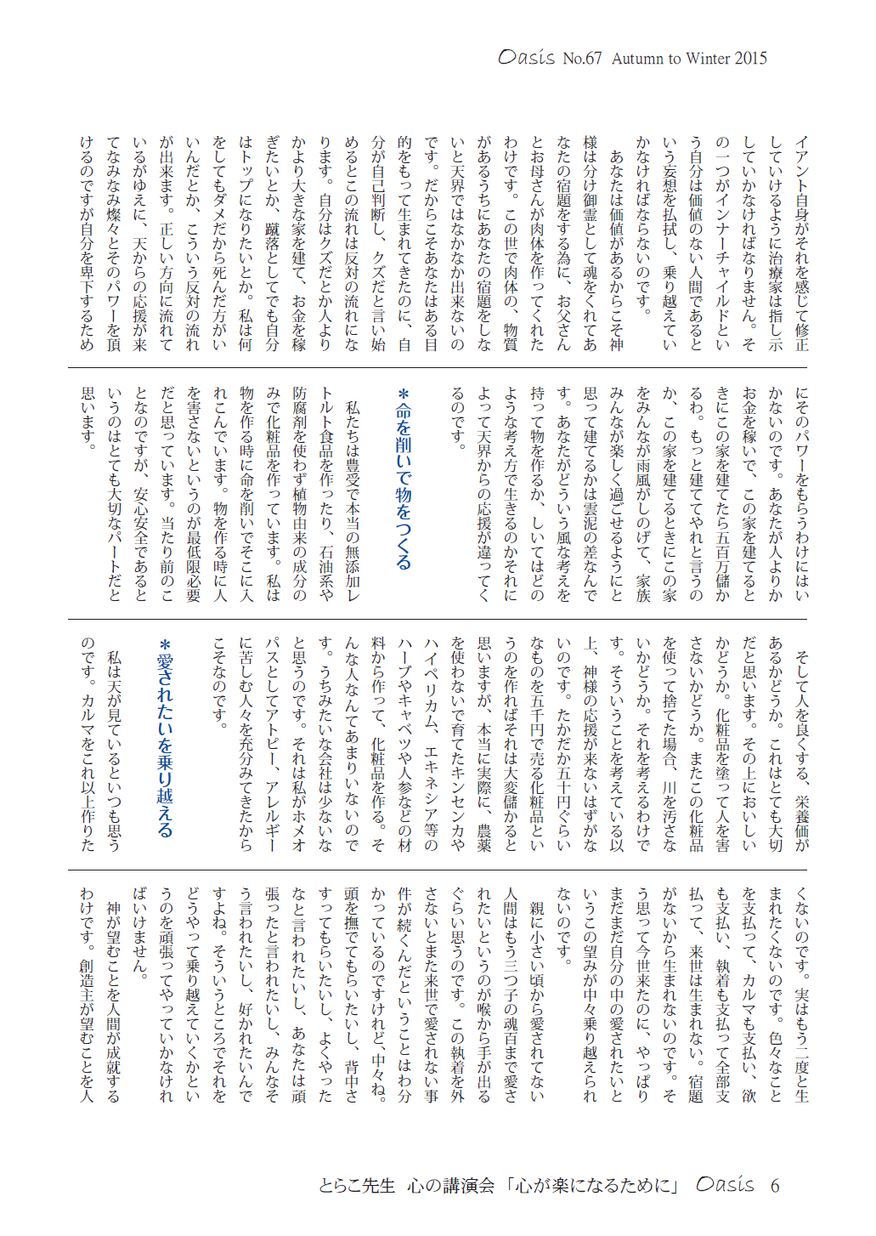 Oasis No.67 Autumn to Winter 2015
イアント自身がそれを感じて修正
していけるように治療家は指し示
していかなければなりません。そ
の一つがインナーチャイルドとい
う自分は価値のない人間であると
いう妄想を払拭し、乗り越えてい
かなければならないのです。
あなたは価値があるからこそ神
様は分け御霊として魂をくれてあ
なたの宿題をする為に、お父さん
とお母さんが肉体を作ってくれた
わけです。この世で肉体の、物質
があるうちにあなたの宿題をしな
いと天界ではなかなか出来ないの
です。だからこそあなたはある目
的をもって生まれてきたのに、自
分が自己判断し、クズだと言い始
めるとこの流れは反対の流れにな
ります。自分はクズだとか人より
かより大きな家を建て、お金を稼
ぎたいとか、蹴落としてでも自分
はトップになりたいとか。私は何
をしてもダメだから死んだ方がい
いんだとか、こういう反対の流れ
が出来ます。正しい方向に流れて
いるがゆえに、天からの応援が来
てなみなみ燦々とそのパワーを頂
けるのですが自分を卑下するため
にそのパワーをもらうわけにはい
かないのです。あなたが人よりか
お金を稼いで、この家を建てると
きにこの家を建てたら五百万儲か
るわ。もっと建ててやれと言うの
か、この家を建てるときにこの家
をみんなが雨風がしのげて、家族
みんなが楽しく過ごせるようにと
思って建てるかは雲泥の差なんで
す。あなたがどういう風な考えを
持って物を作るか、しいてはどの
ような考え方で生きるのかそれに
よって天界からの応援が違ってく
るのです。
＊命を削いで物をつくる
私たちは豊受で本当の無添加レ
トルト食品を作ったり、石油系や
防腐剤を使わず植物由来の成分の
みで化粧品を作っています。私は
物を作る時に命を削いでそこに入
れこんでいます。物を作る時に人
を害さないというのが最低限必要
だと思っています。当たり前のこ
となのですが、安心安全であると
いうのはとても大切なパートだと
思います。
そして人を良くする、栄養価が
あるかどうか。これはとても大切
だと思います。その上においしい
かどうか。化粧品を塗って人を害
さないかどうか。またこの化粧品
を使って捨てた場合、川を汚さな
いかどうか。それを考えるわけで
す。そういうことを考えている以
上、神様の応援が来ないはずがな
いのです。たかだか五十円ぐらい
なものを五千円で売る化粧品とい
うのを作ればそれは大変儲かると
思いますが、本当に実際に、農薬
を使わないで育てたキンセンカや
ハイペリカム、エキネシア等の
ハーブやキャベツや人参などの材
料から作って、化粧品を作る。そ
んな人なんてあまりいないので
す。うちみたいな会社は少ないな
と思うのです。それは私がホメオ
パスとしてアトピー、アレルギー
に苦しむ人々を充分みてきたから
こそなのです。
＊愛されたいを乗り越える
私は天が見ているといつも思う
のです。カルマをこれ以上作りた
くないのです。実はもう二度と生
まれたくないのです。色々なこと
を支払って、カルマも支払い、欲
も支払い、執着も支払って全部支
払って、来世は生まれない。宿題
がないから生まれないのです。そ
う思って今世来たのに、やっぱり
まだまだ自分の中の愛されたいと
いうこの望みが中々乗り越えられ
ないのです。
親に小さい頃から愛されてない
人間はもう三つ子の魂百まで愛さ
れたいというのが喉から手が出る
ぐらい思うのです。この執着を外
さないとまた来世で愛されない事
件が続くんだということはわ分
かっているのですけれど、中々ね。
頭を撫でてもらいたいし、背中さ
すってもらいたいし、よくやった
なと言われたいし、あなたは頑
張ったと言われたいし、みんなそ
う言われたいし、好かれたいんで
すよね。そういうところでそれを
どうやって乗り越えていくかとい
うのを頑張ってやっていかなけれ
ばいけません。
神が望むことを人間が成就する
わけです。創造主が望むことを人
とらこ先生 心の講演会 「心が楽になるために」 Oasis 6